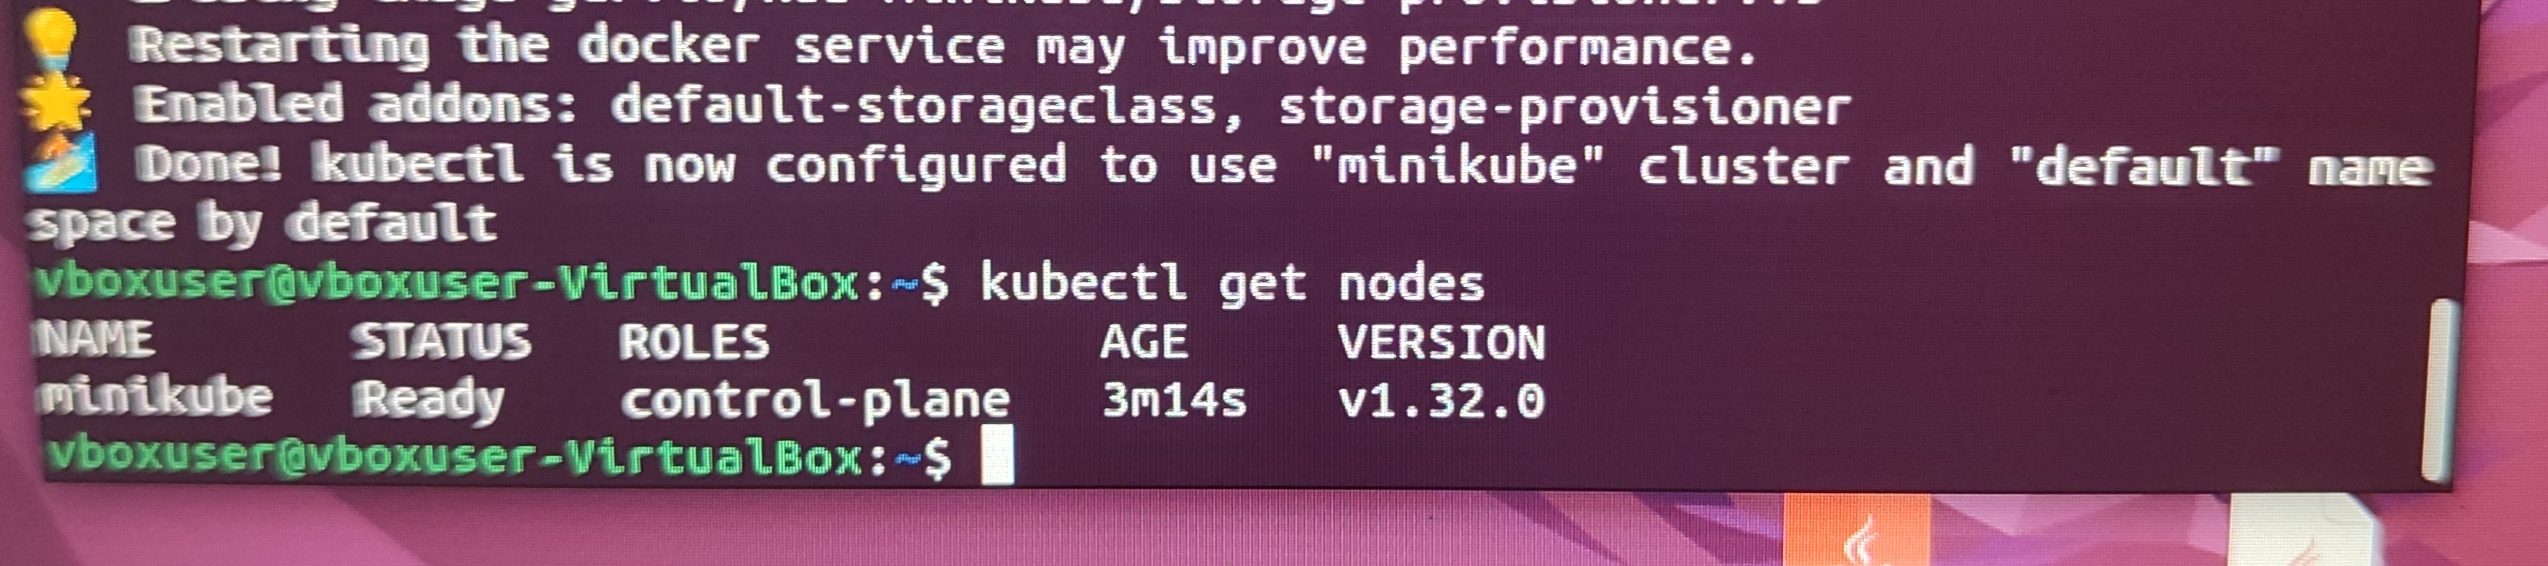 Restarting the docker service may improve performance.
Enabled addons: default-storageclass, storage-provisioner
Done! kubectl is now configured to use "minikube" cluster and "default" name
space by default
vboxuser@vboxuser-VirtualBox:~$ kubectl get nodes
NAME STATUS ROLES AGE VERSION
minikube Ready control-plane 3m14s v1.32.0
vboxuser@vboxuser-VirtualBox:~$